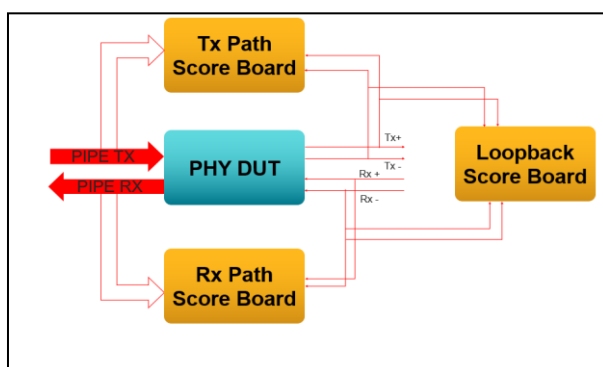 Tx Path
Score Board
PIPE TX
PHY DUT
Tx+
Tx -
Loopback
Score Board
PIPE RX
Rx +
Rx -
Rx Path
Score Board